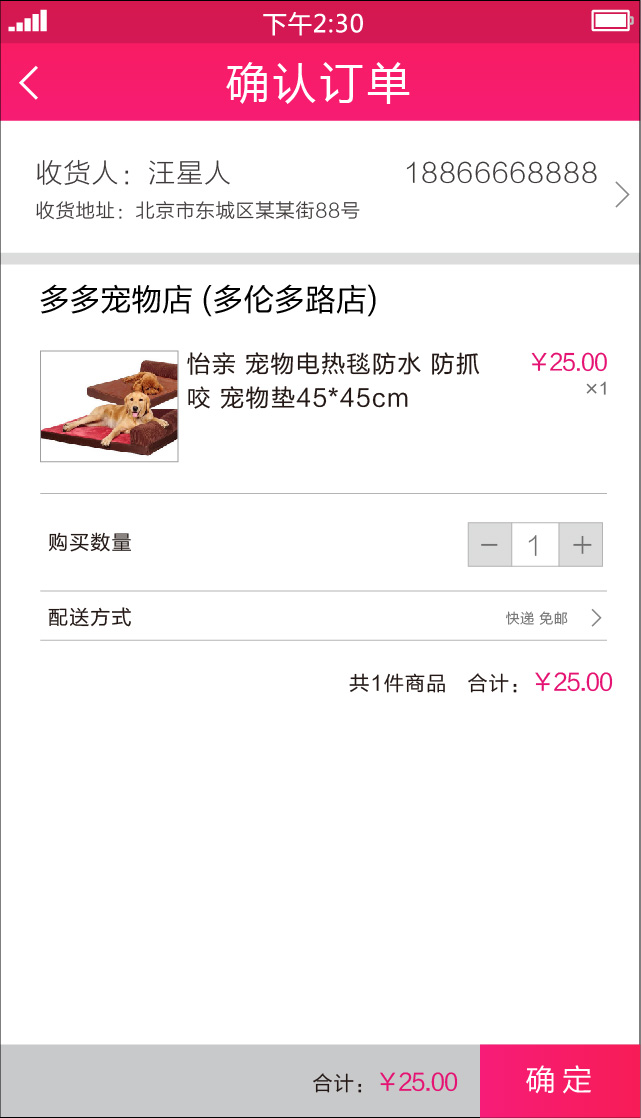 下午2:30
确认订单
收货人：汪星人 18866668888
收货地址：北京市东城区某某街88号
多多宠物店 (多伦多路店)
怡亲 宠物电热毯防水 防抓 ￥25.00
咬 宠物垫45*45cm ×1
购买数量 － 1 ＋
配送方式 快递 免邮
共1件商品 合计：￥25.00
合计：￥25.00 确定